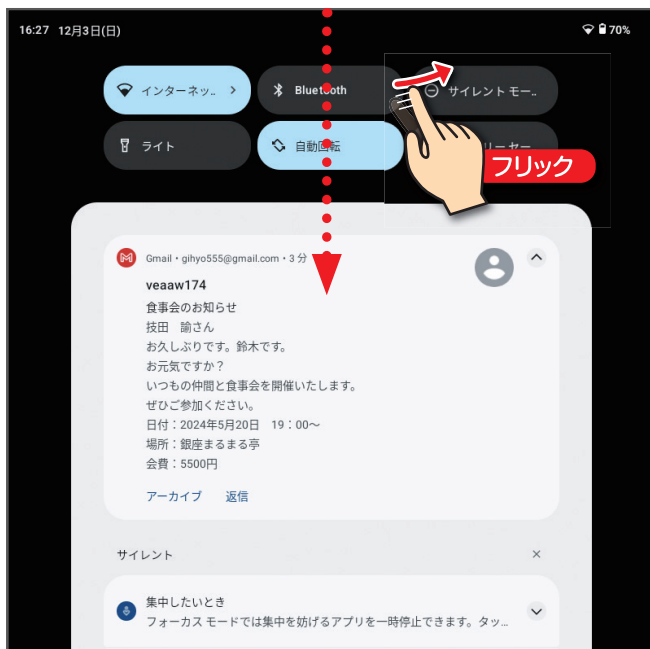 16:27 12月3日(日)
70%
インターネッ..
Bluetooth
サイレント モー..
ライト
自動回転
リーセー
フリック
Gmail・gihyo555@gmail.com・3 分
veaaw174
食事会のお知らせ
技田 諭さん
お久しぶりです。鈴木です。
お元気ですか？
いつもの仲間と食事会を開催いたします。
ぜひご参加ください。
日付：2024年5月20日 19：00～
場所：銀座まるまる亭
会費：5500円
アーカイブ 返信
サイレント
集中したいとき
フォーカス モードでは集中を妨げるアプリを一時停止できます。タッ...